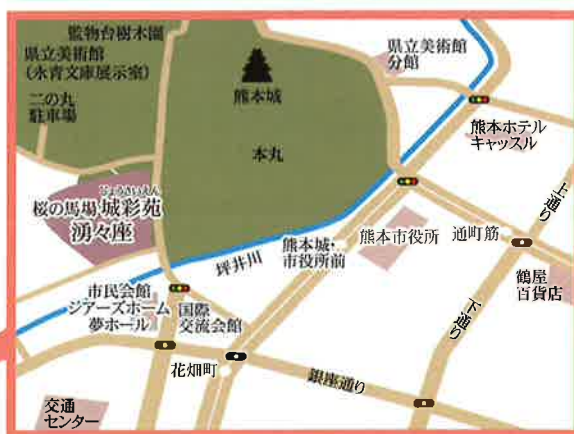 監物台樹木園
県立美術館
(永青文庫展示室)
二の丸
駐車場
熊本城
本丸
県立美術館
分館
熊本ホテル
キャッスル
じょうさいえん
桜の馬場 城彩苑
湧々座
坪井川
熊本城・
市役所前
熊本市役所
通町筋
上通り
鶴屋
百貨店
下通り
市民会館
シアーズホーム
夢ホール
国際
交流会館
花畑町
銀座通り
交通
センター